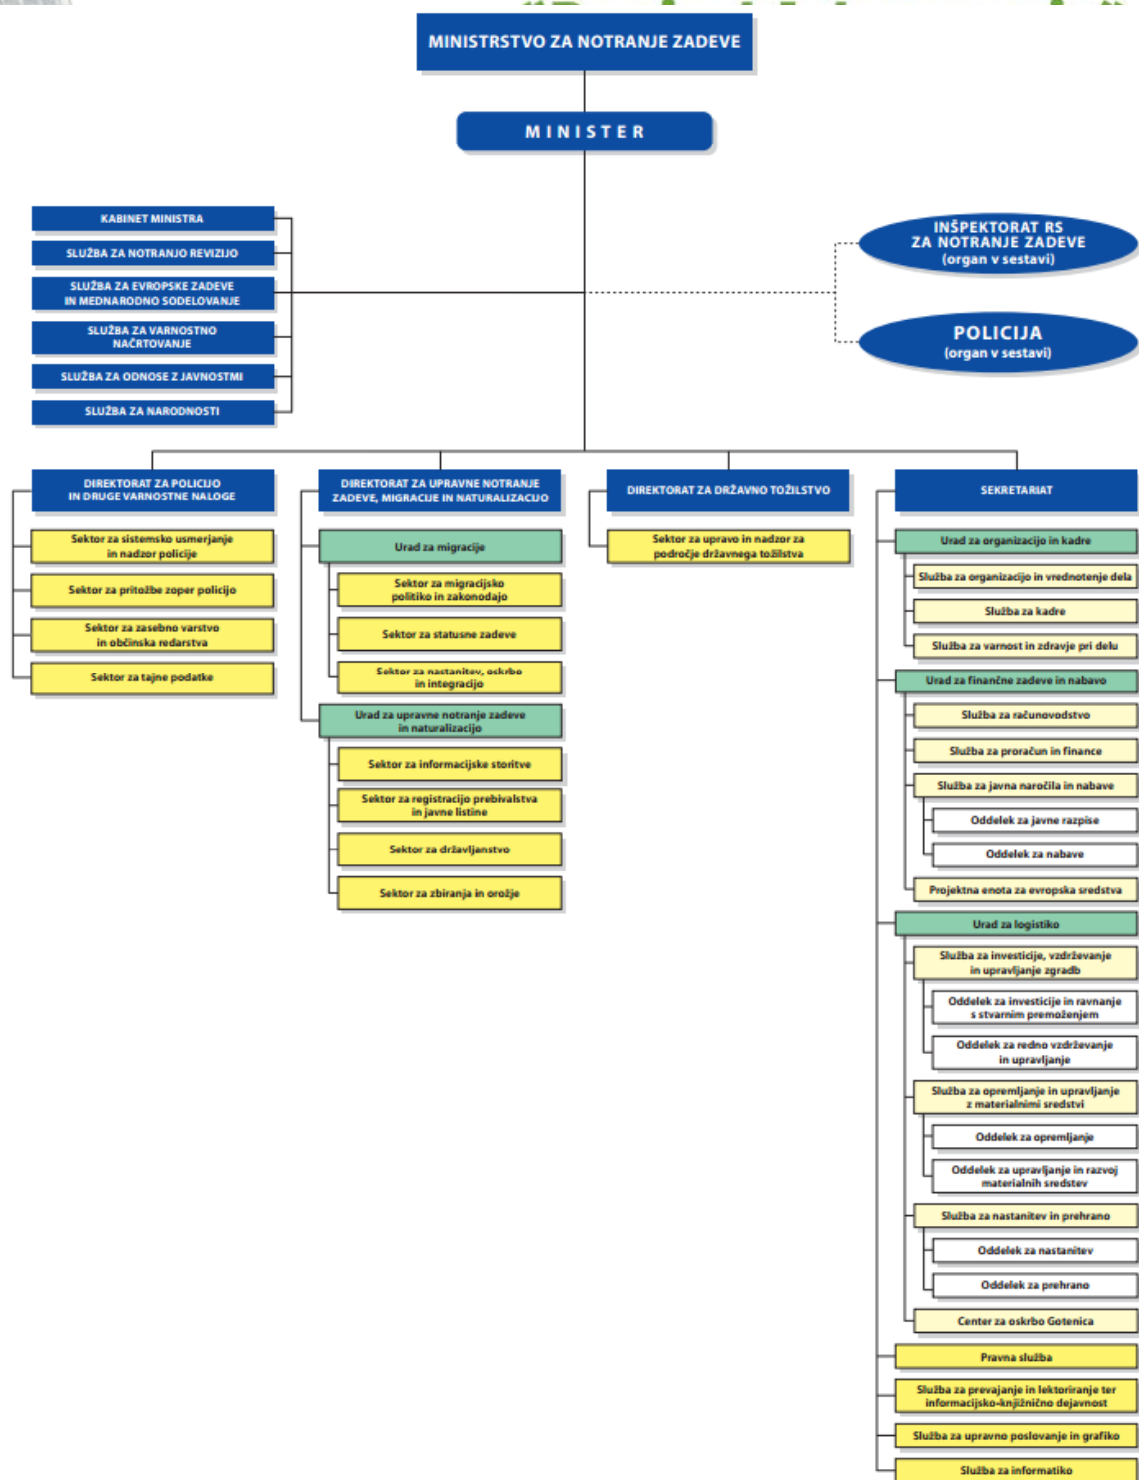 MINISTRSTVO ZA NOTRANJE ZADEVE
MINISTER
KABINET MINISTRA
SLUŽBA ZA NOTRANJO REVIZIJO
SLUŽBA ZA EVROPSKE ZADEVE
IN MEDNARODNO SODELOVANJE
SLUŽBA ZA VARNOSTNO
NAČRTOVANJE
SLUŽBA ZA ODNOSE Z JAVNOSTMI
SLUŽBA ZA NARODNOSTI
INŠPEKTORAT RS
ZA NOTRANJE ZADEVE
(organ v sestavi)
POLICIJA
(organ v sestavi)
DIREKTORAT ZA POLICIJO
IN DRUGE VARNOSTNE NALOGE
Sektor za sistemsko usmerjanje
in nadzor policije
Sektor za pritožbe zoper policijo
Sektor za zasebno varstvo
in občinska redarstva
Sektor za tajne podatke
DIREKTORAT ZA UPRAVNE NOTRANJE
ZADEVE, MIGRACIJE IN NATURALIZACIJO
Urad za migracije
Sektor za migracijsko
politiko in zakonodajo
Sektor za statusne zadeve
Sektor za nastanitev, oskrbo
in integracijo
Urad za upravne notranje zadeve
in naturalizacijo
Sektor za informacijske storitve
Sektor za registracijo prebivalstva
in javne listine
Sektor za državljanstvo
Sektor za zbiranja in orožje
DIREKTORAT ZA DRŽAVNO TOŽILSTVO
Sektor za upravo in nadzor za
področje državnega tožilstva
SEKRETARIAT
Urad za organizacijo in kadre
Služba za organizacijo in vrednotenje dela
Služba za kadre
Služba za varnost in zdravje pri delu
Urad za finančne zadeve in nabavo
Služba za računovodstvo
Služba za proračun in finance
Služba za javna naročila in nabave
Oddelek za javne razpise
Oddelek za nabave
Projektna enota za evropska sredstva
Urad za logistiko
Služba za investicije, vzdrževanje
in upravljanje zgradb
Oddelek za investicije in ravnanje
s stvarnim premoženjem
Oddelek za redno vzdrževanje
in upravljanje
Služba za opremljanje in upravljanje
z materialnimi sredstvi
Oddelek za opremljanje
Oddelek za upravljanje in razvoj
materialnih sredstev
Služba za nastanitev in prehrano
Oddelek za nastanitev
Oddelek za prehrano
Center za oskrbo Gotenica
Pravna služba
Služba za prevajanje in lektoriranje ter
informacijsko-knjižnično dejavnost
Služba za upravno poslovanje in grafiko
Služba za informatiko